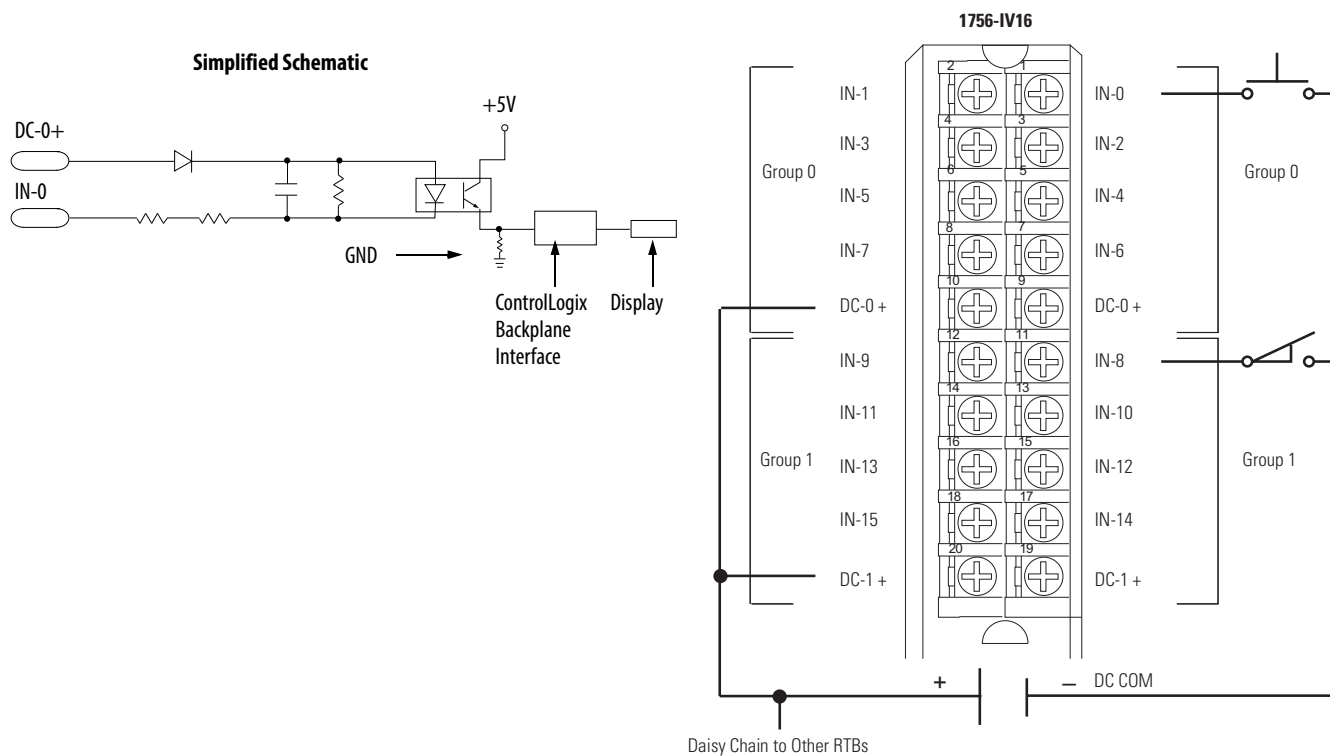 1756-IV16
Simplified Schematic
+5V
DC-0+
IN-0
GND
ControlLogix
Backplane
Interface
Display
Group 0
Group 1
IN-1
IN-3
IN-5
IN-7
DC-0 +
IN-9
IN-11
IN-13
IN-15
DC-1 +
2 1
4 3
6 5
8 7
10 9
12 11
14 13
16 15
18 17
20 19
IN-0
IN-2
IN-4
IN-6
DC-0 +
IN-8
IN-10
IN-12
IN-14
DC-1 +
Group 0
Group 1
+ – DC COM
Daisy Chain to Other RTBs